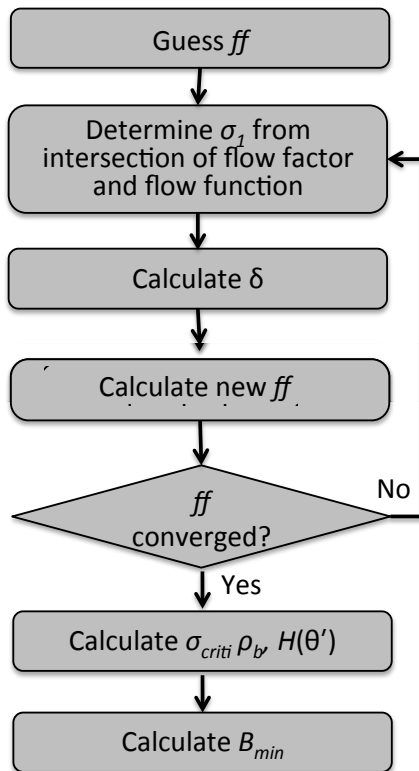 Guess ff
Determine σ₁ from
intersection of flow factor
and flow function
Calculate δ
Calculate new ff
ff
converged?
No
Yes
Calculate σcriti ρb, H(θ')
Calculate Bmin